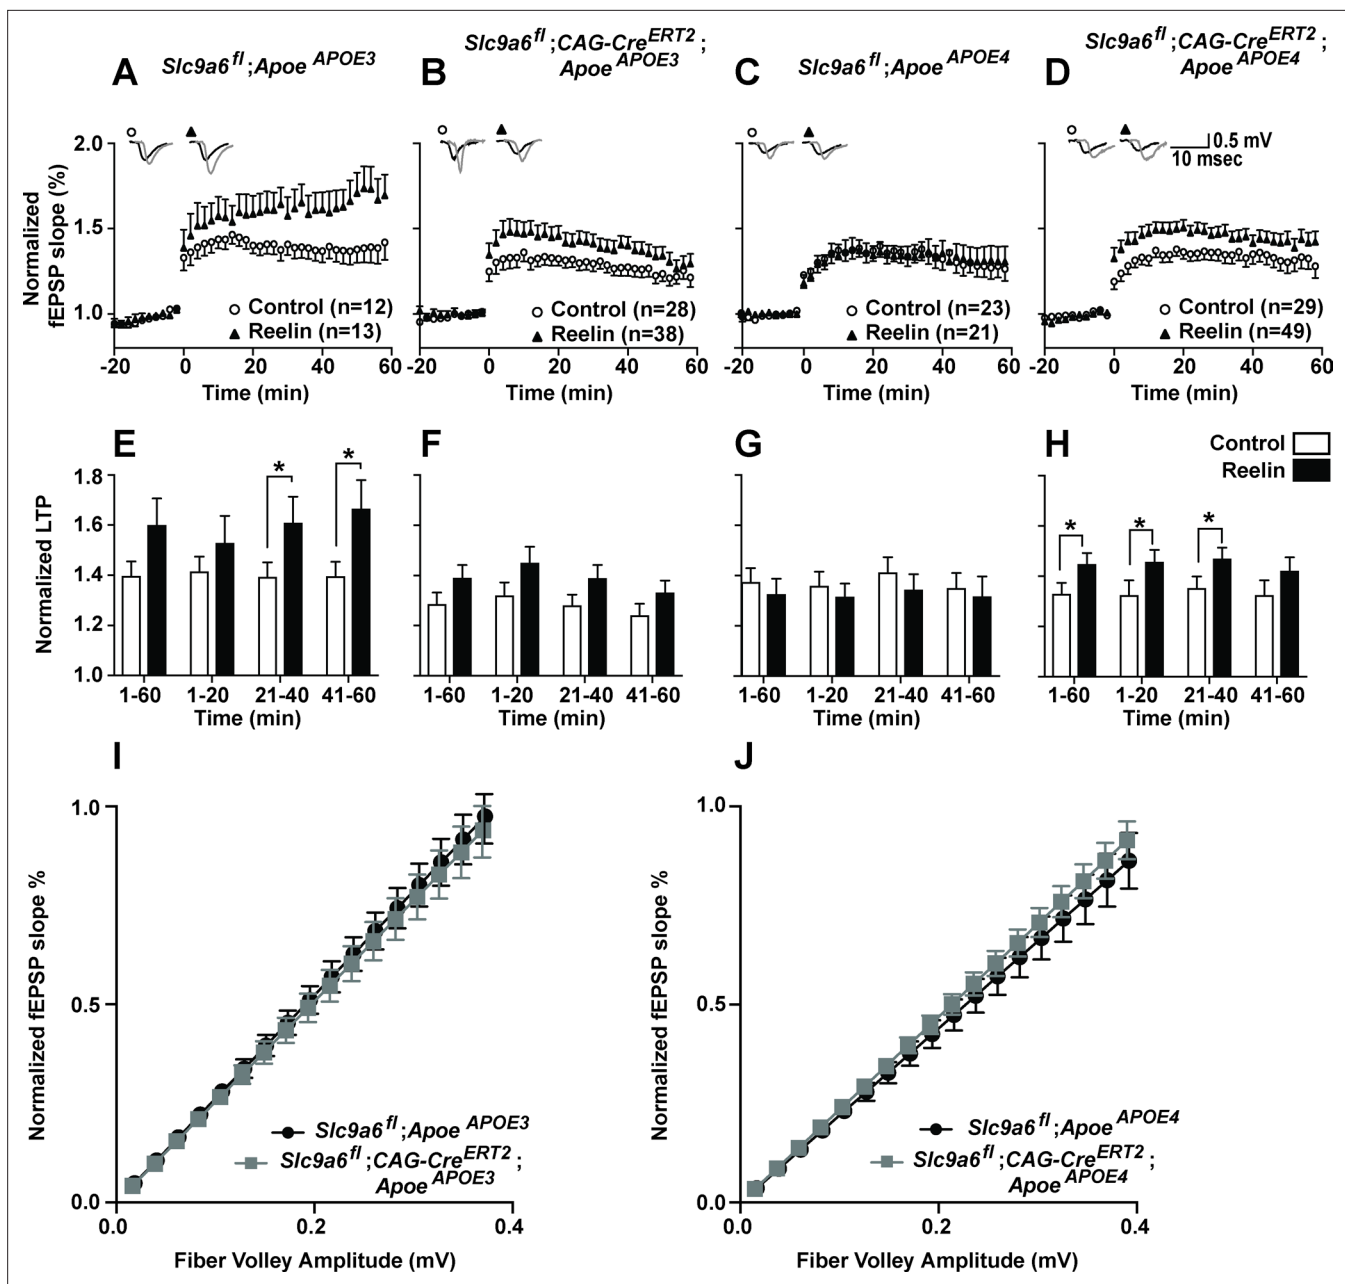 A
Slc9a6fl;ApoeAPOE3
B
Slc9a6fl;CAG-CreERT2;
ApoeAPOE3
C
Slc9a6fl;ApoeAPOE4
D
Slc9a6fl;CAG-CreERT2;
ApoeAPOE4
0.5 mV
10 msec
Normalized
fEPSP slope (%)
2.0
1.5
1.0
Control (n=12)
Reelin (n=13)
Control (n=28)
Reelin (n=38)
Control (n=23)
Reelin (n=21)
Control (n=29)
Reelin (n=49)
-20 0 20 40 60
-20 0 20 40 60
-20 0 20 40 60
-20 0 20 40 60
Time (min)
Time (min)
Time (min)
Time (min)
E
F
G
H
Control
Reelin
Normalized LTP
1.8
1.6
1.4
1.2
1.0
* *
* * *
1-60 1-20 21-40 41-60
1-60 1-20 21-40 41-60
1-60 1-20 21-40 41-60
1-60 1-20 21-40 41-60
Time (min)
Time (min)
Time (min)
Time (min)
I
Normalized fEPSP slope %
1.0
0.5
0.0
Slc9a6fl;ApoeAPOE3
Slc9a6fl;CAG-CreERT2;
ApoeAPOE3
0.0 0.2 0.4
Fiber Volley Amplitude (mV)
J
Normalized fEPSP slope %
1.0
0.5
0.0
Slc9a6fl;ApoeAPOE4
Slc9a6fl;CAG-CreERT2;
ApoeAPOE4
0.0 0.2 0.4
Fiber Volley Amplitude (mV)